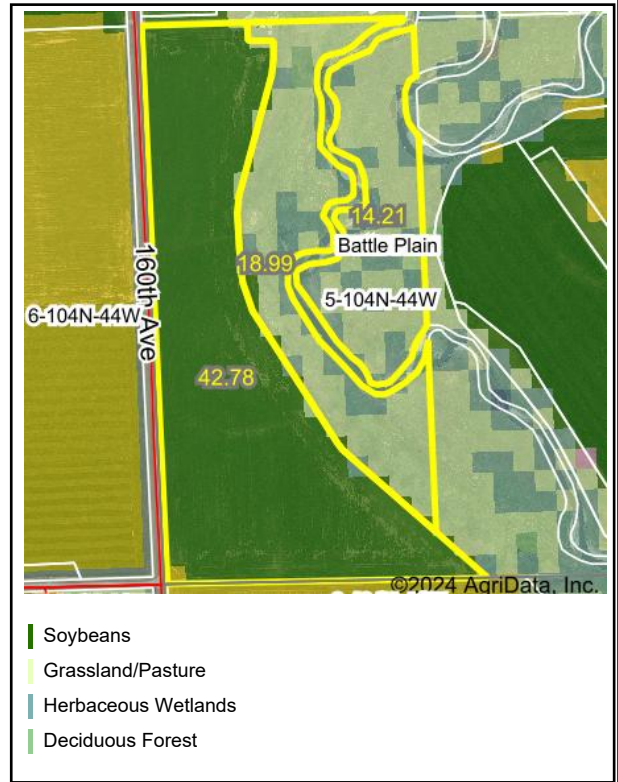 14.21
Battle Plain
18.99
160th Ave
5-104N-44W
6-104N-44W
42.78
©2024 AgriData, Inc.
Soybeans
Grassland/Pasture
Herbaceous Wetlands
Deciduous Forest